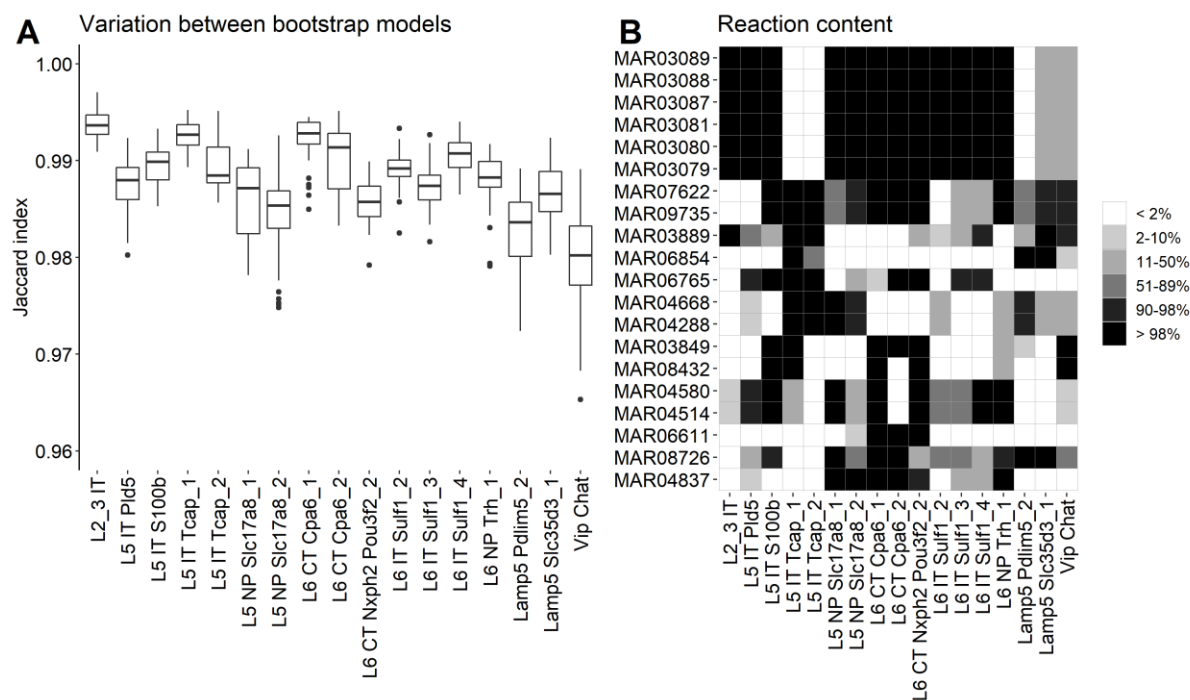 A Variation between bootstrap models
Jaccard index
1.00
0.99
0.98
0.97
0.96
L2_3 IT
L5 IT Pld5
L5 IT S100b
L5 IT Tcap_1
L5 IT Tcap_2
L5 NP Slc17a8_1
L5 NP Slc17a8_2
L6 CT Cpa6_1
L6 CT Cpa6_2
L6 CT Nxph2 Pou3f2_2
L6 IT Sulf1_2
L6 IT Sulf1_3
L6 IT Sulf1_4
L6 NP Trh_1
Lamp5 Pdlim5_2
Lamp5 Slc35d3_1
Vip Chat
B Reaction content
MAR03089
MAR03088
MAR03087
MAR03081
MAR03080
MAR03079
MAR07622
MAR09735
MAR03889
MAR06854
MAR06765
MAR04668
MAR04288
MAR03849
MAR08432
MAR04580
MAR04514
MAR06611
MAR08726
MAR04837
L2_3 IT
L5 IT Pld5
L5 IT S100b
L5 IT Tcap_1
L5 IT Tcap_2
L5 NP Slc17a8_1
L5 NP Slc17a8_2
L6 CT Cpa6_1
L6 CT Cpa6_2
L6 CT Nxph2 Pou3f2_2
L6 IT Sulf1_2
L6 IT Sulf1_3
L6 IT Sulf1_4
L6 NP Trh_1
Lamp5 Pdlim5_2
Lamp5 Slc35d3_1
Vip Chat
< 2%
2-10%
11-50%
51-89%
90-98%
> 98%